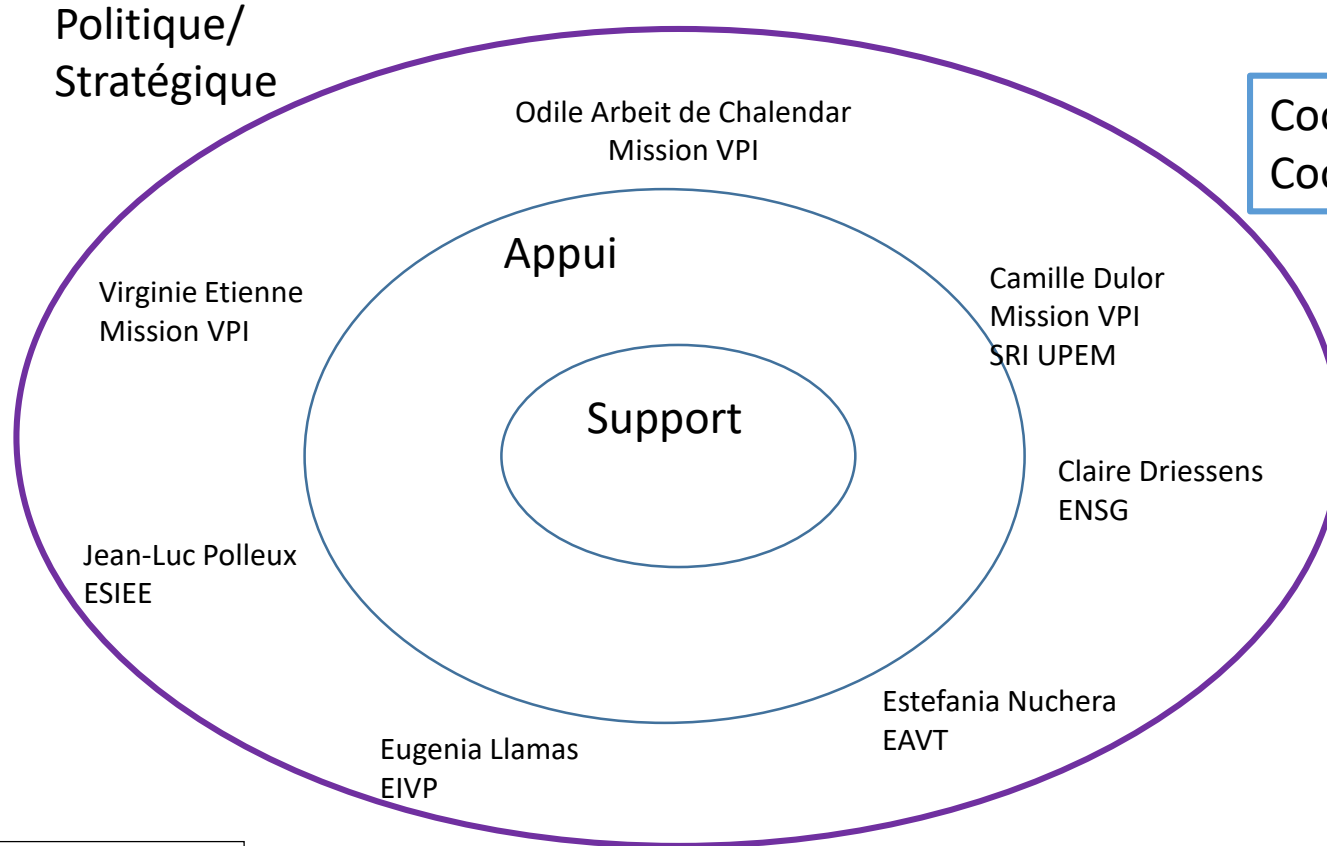 Politique/
Stratégique
Odile Arbeit de Chalendar
Mission VPI
Appui
Virginie Etienne
Mission VPI
Camille Dulor
Mission VPI
SRI UPEM
Support
Claire Driessens
ENSG
Jean-Luc Polleux
ESIEE
Estefania Nuchera
EAVT
Eugenia Llamas
EIVP